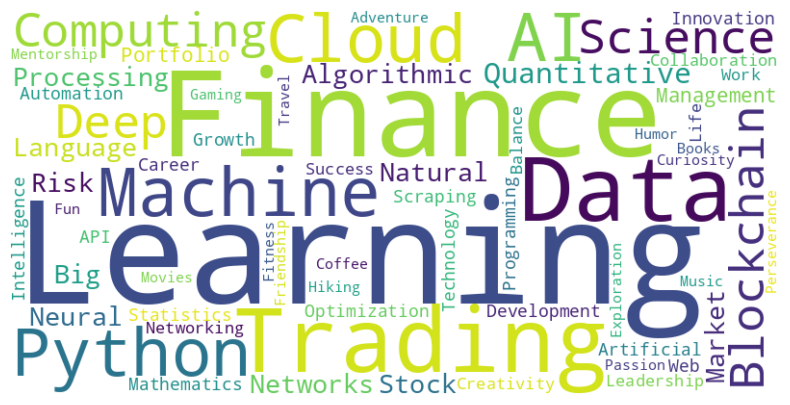 Computing
Cloud
Adventure
AI
Science
Innovation
Mentorship
Portfolio
Collaboration
Processing
Algorithmic
Quantitative
Work
Automation
Gaming
Travel
Finance
Management
Deep
Growth
Language
Balance
Humor
Life
Books
Career
Success
Natural
Data
Curiosity
Blockchain
Risk
Machine
Scraping
Intelligence
Fun
Learning
Programming
Perseverance
API
Big
Movies
Fitness
Friendship
Coffee
Hiking
Technology
Exploration
Music
Market
Neural
Statistics
Networking
Trading
Optimization
Development
Python
Artificial
Passion
Web
Mathematics
Networks
Stock
Creativity
Leadership